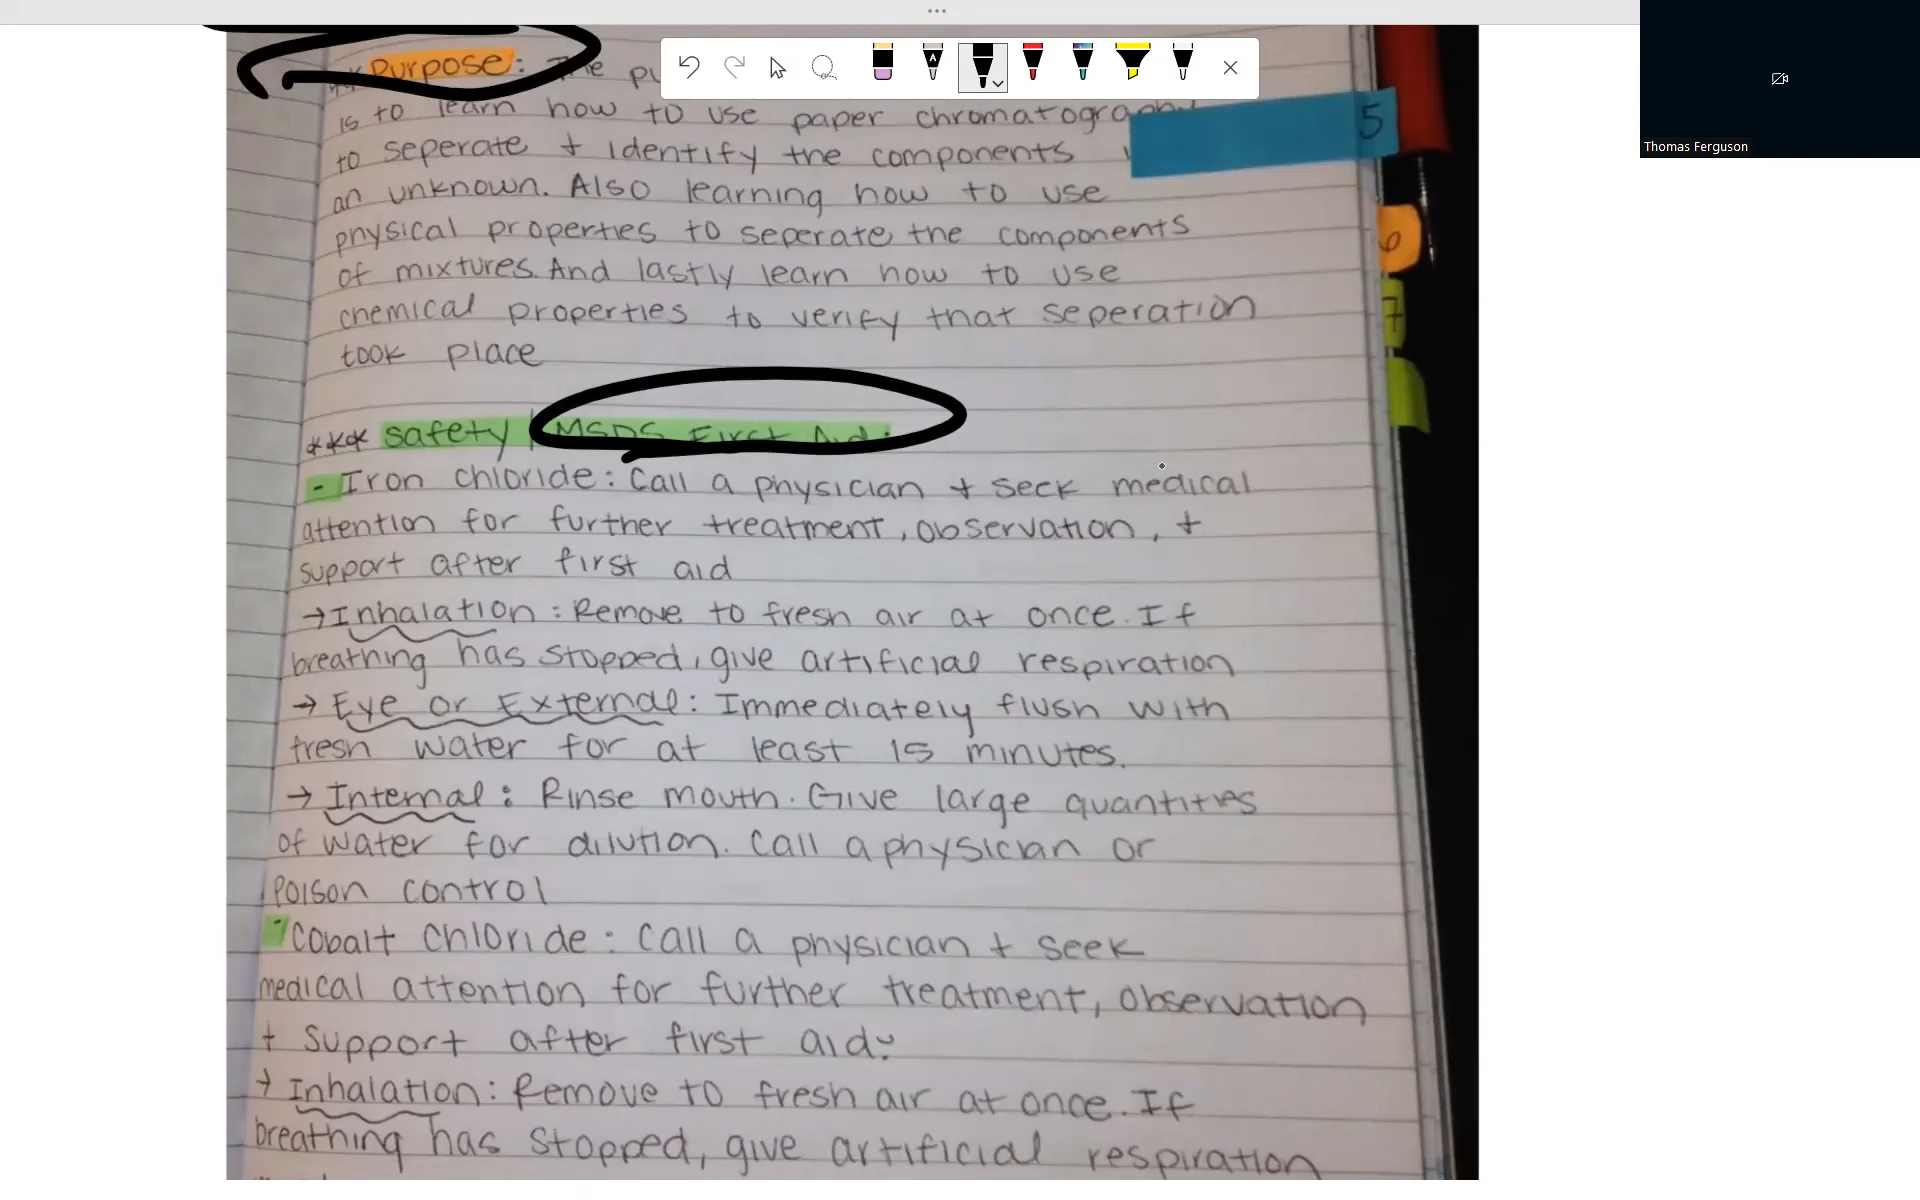 Purpose: The
is to learn how to use paper chromatography
to seperate + identify the components
an unknown. Also learning how to use
physical properties to seperate the components
of mixtures. And lastly learn how to use
chemical properties to verify that seperation
took place
*** safety | MSDS First Aid:
- Iron chloride: Call a physician + seek medical
attention for further treatment, observation, +
support after first aid
→ Inhalation: Remove to fresh air at once. If
breathing has stopped, give artificial respiration
→ Eye or External: Immediately flush with
fresh water for at least 15 minutes.
→ Internal: Rinse mouth. Give large quantities
of water for dilution. Call a physician or
Poison control
- Cobalt Chloride: Call a physician + seek
medical attention for further treatment, observation
+ support after first aid:
→ Inhalation: Remove to fresh air at once. If
breathing has stopped, give artificial respiration
5
6
7
A
Thomas Ferguson